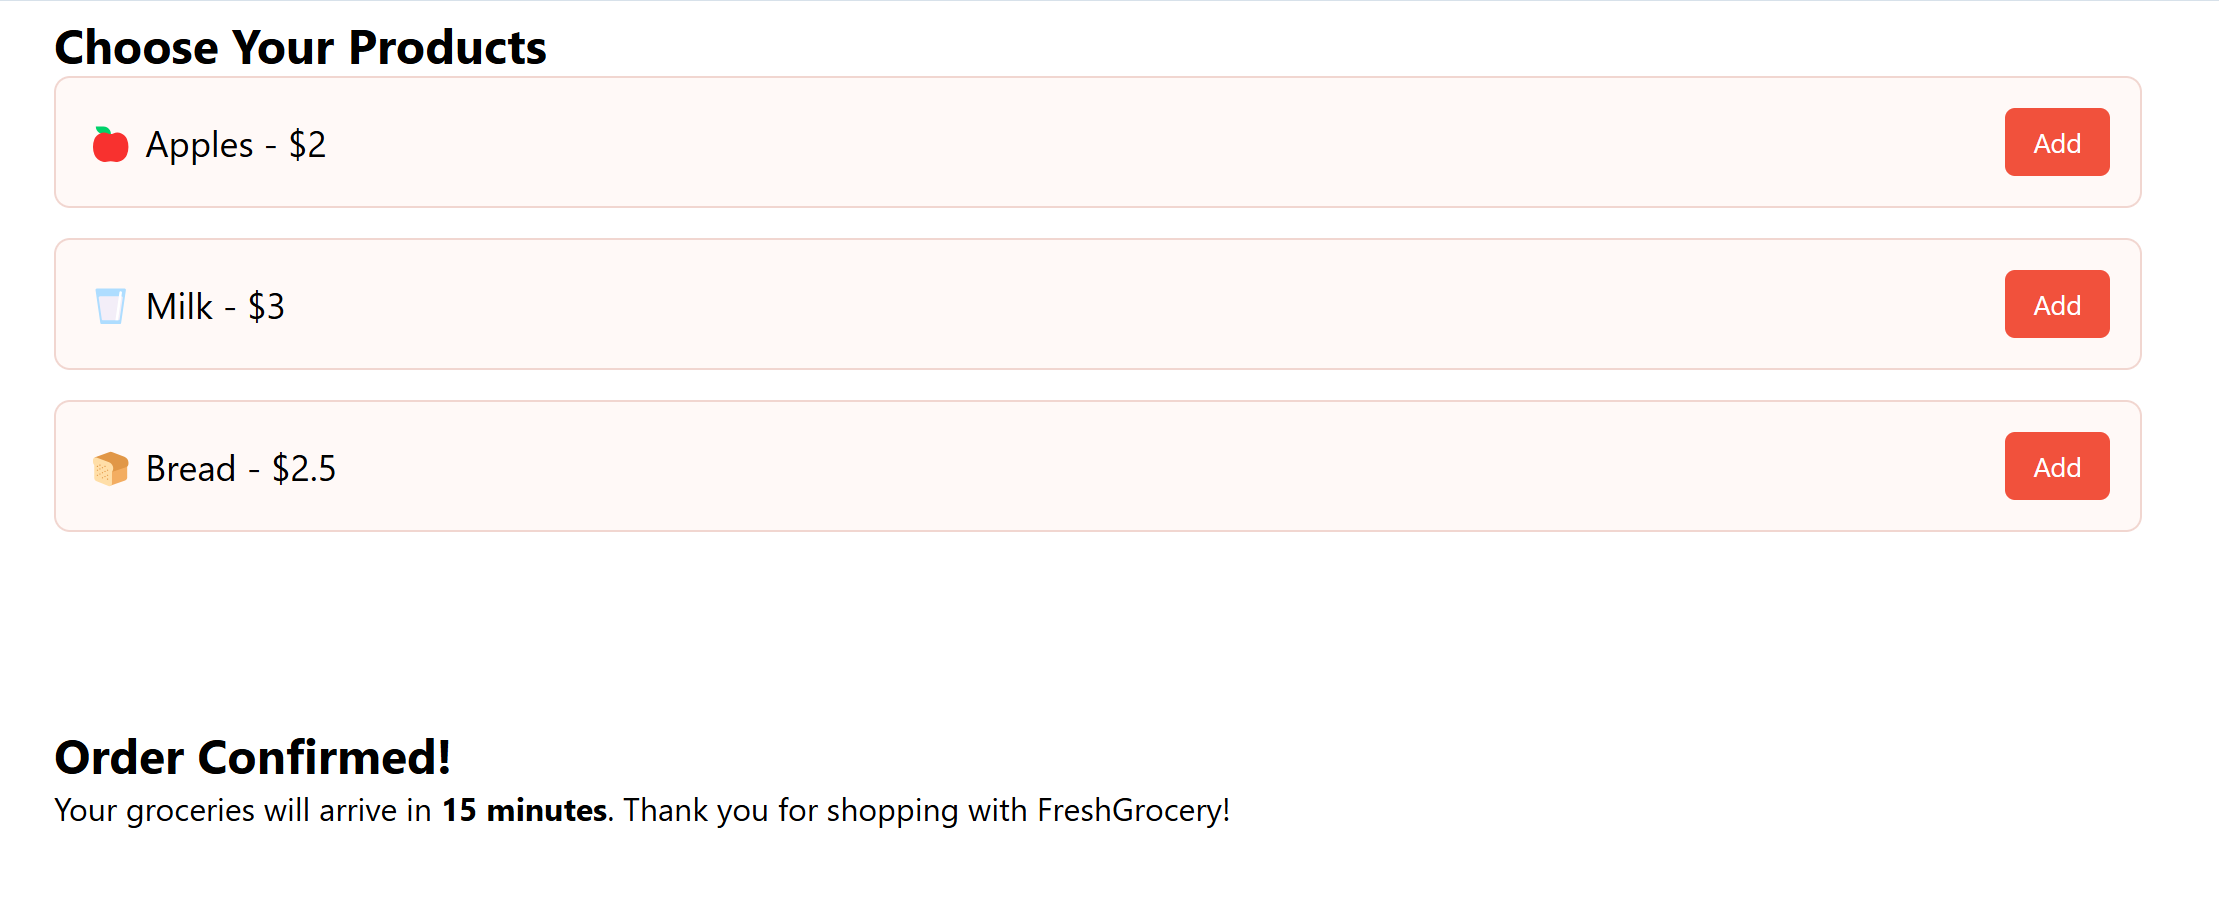 Choose Your Products
Apples - $2
Add
Milk - $3
Add
Bread - $2.5
Add
Order Confirmed!
Your groceries will arrive in 15 minutes. Thank you for shopping with FreshGrocery!